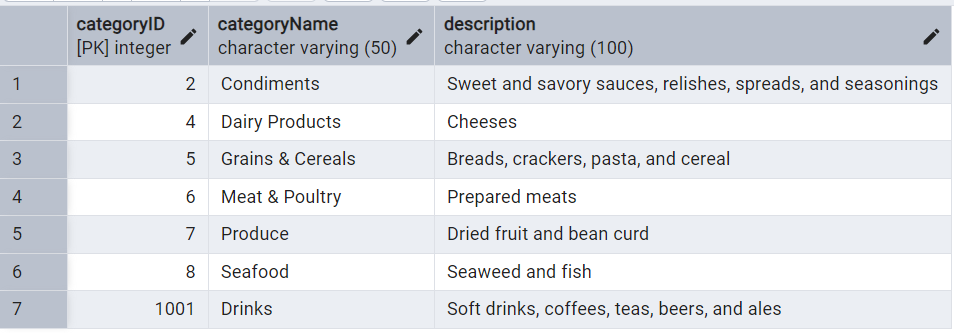 categoryID categoryName description
[PK] integer character varying (50) character varying (100)
1 2 Condiments Sweet and savory sauces, relishes, spreads, and seasonings
2 4 Dairy Products Cheeses
3 5 Grains & Cereals Breads, crackers, pasta, and cereal
4 6 Meat & Poultry Prepared meats
5 7 Produce Dried fruit and bean curd
6 8 Seafood Seaweed and fish
7 1001 Drinks Soft drinks, coffees, teas, beers, and ales